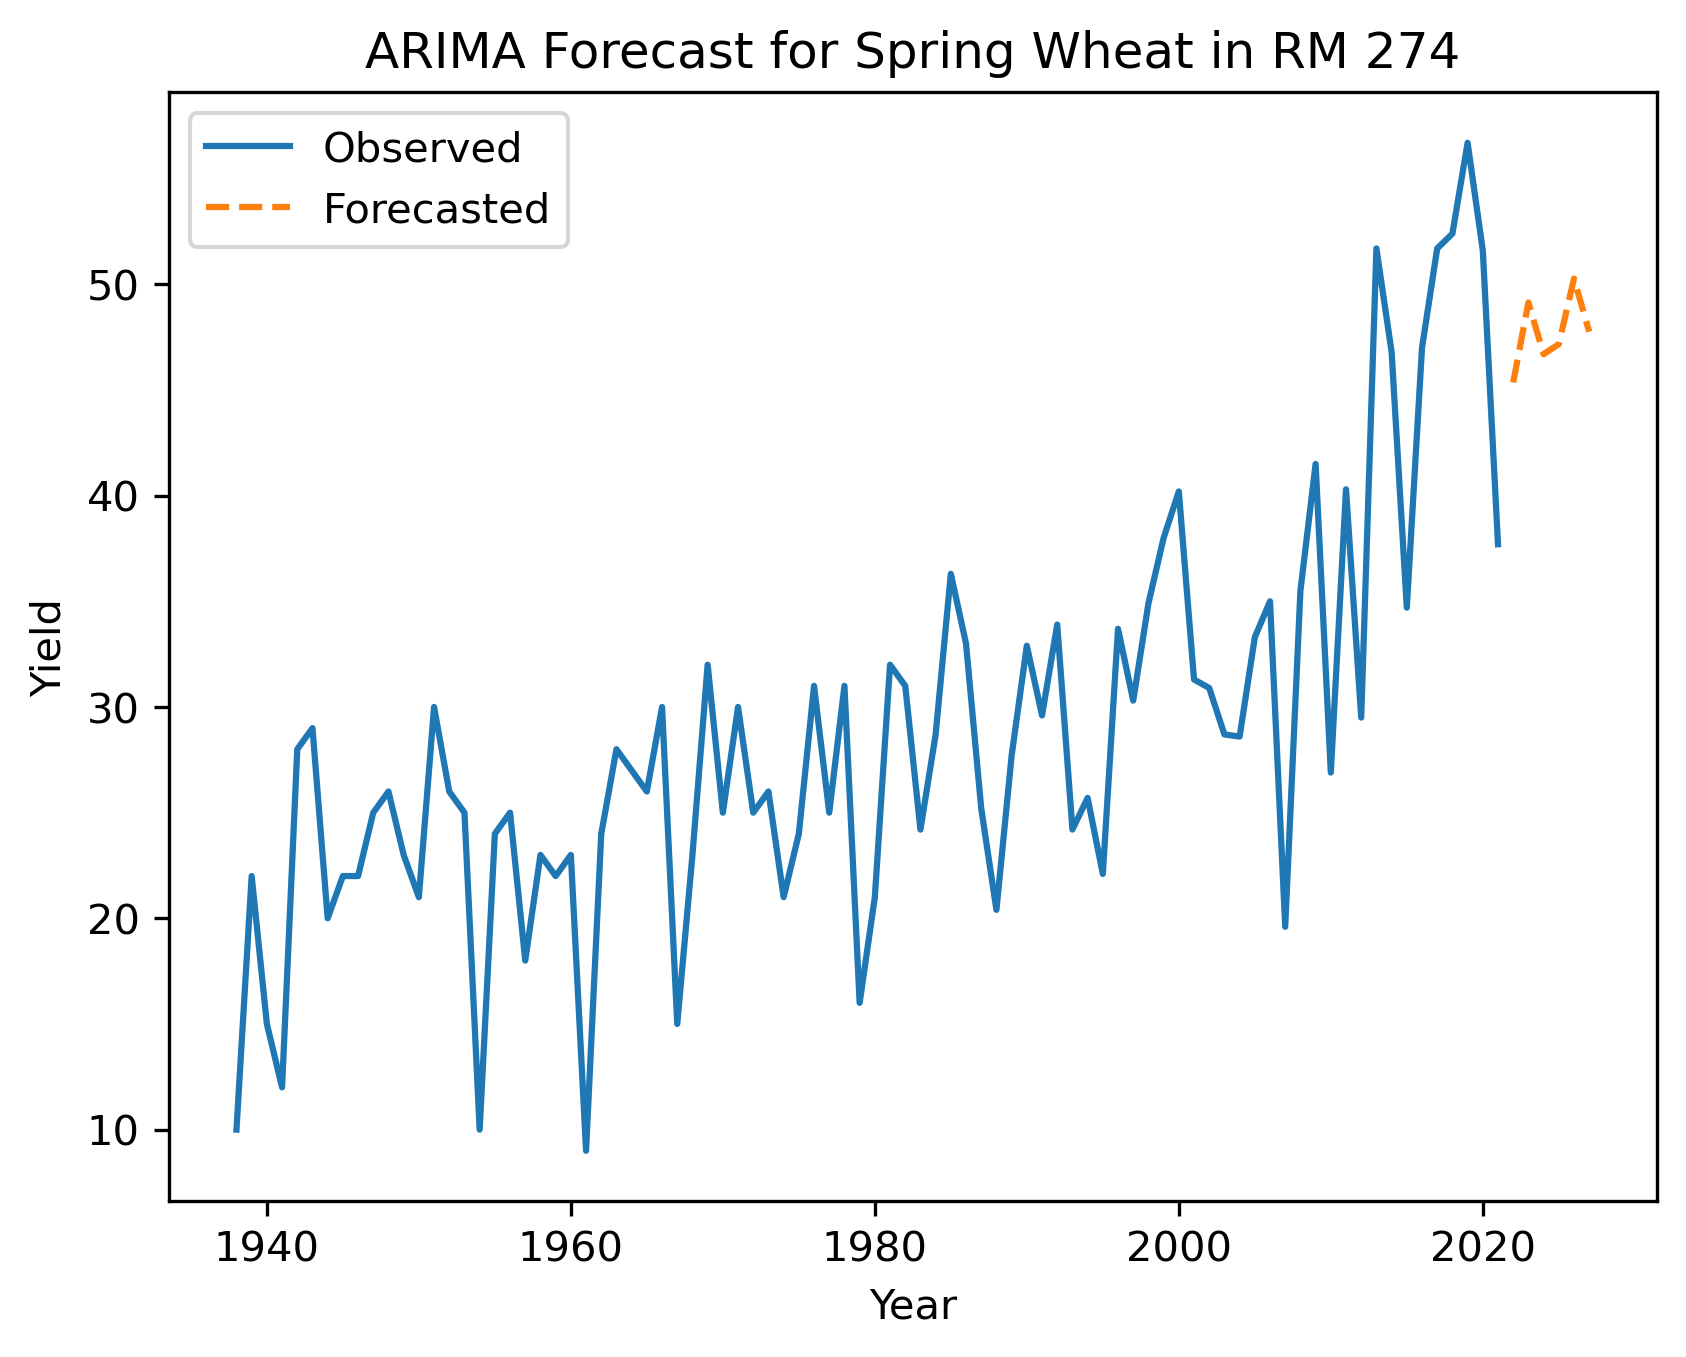 ARIMA Forecast for Spring Wheat in RM 274
Observed
Forecasted
50
40
30
20
10
Yield
1940 1960 1980 2000 2020
Year